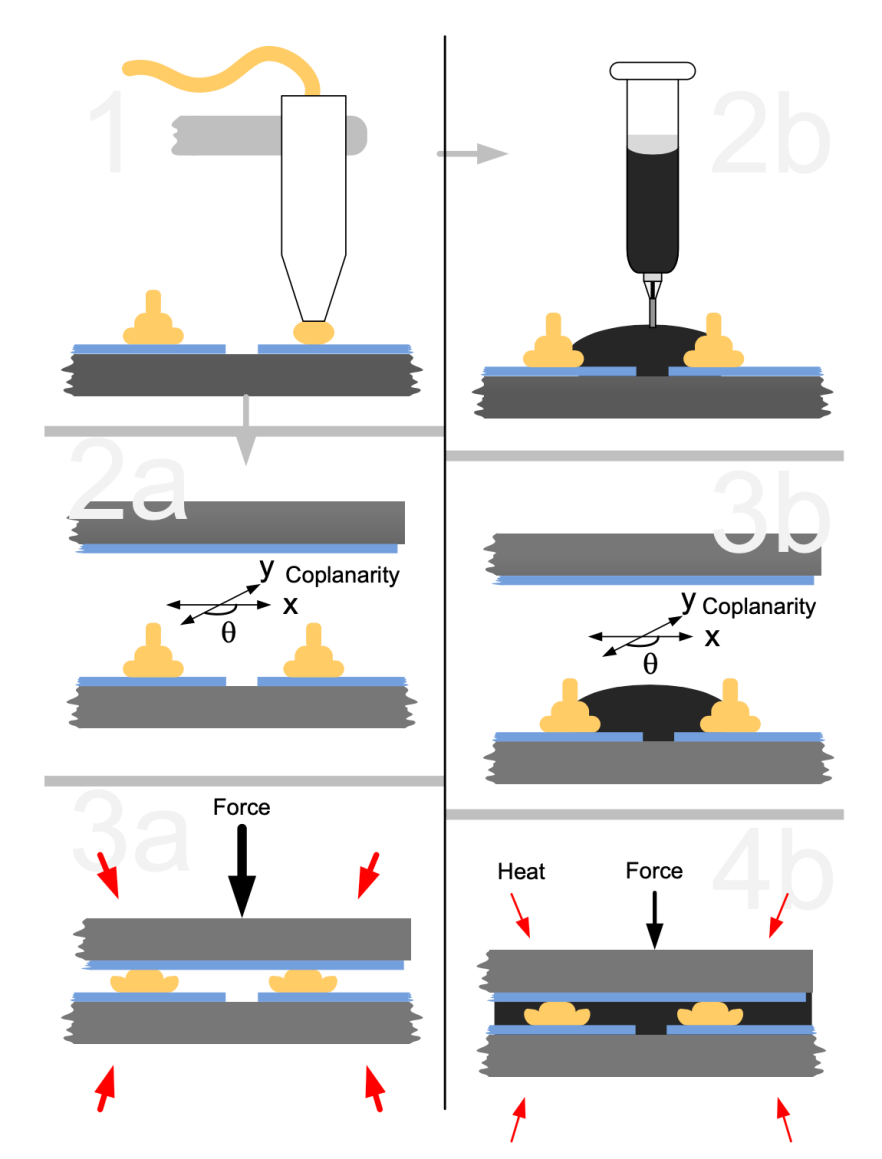 1
2b
2a
y Coplanarity
x
θ
3b
y Coplanarity
x
θ
3a
Force
4b
Heat Force